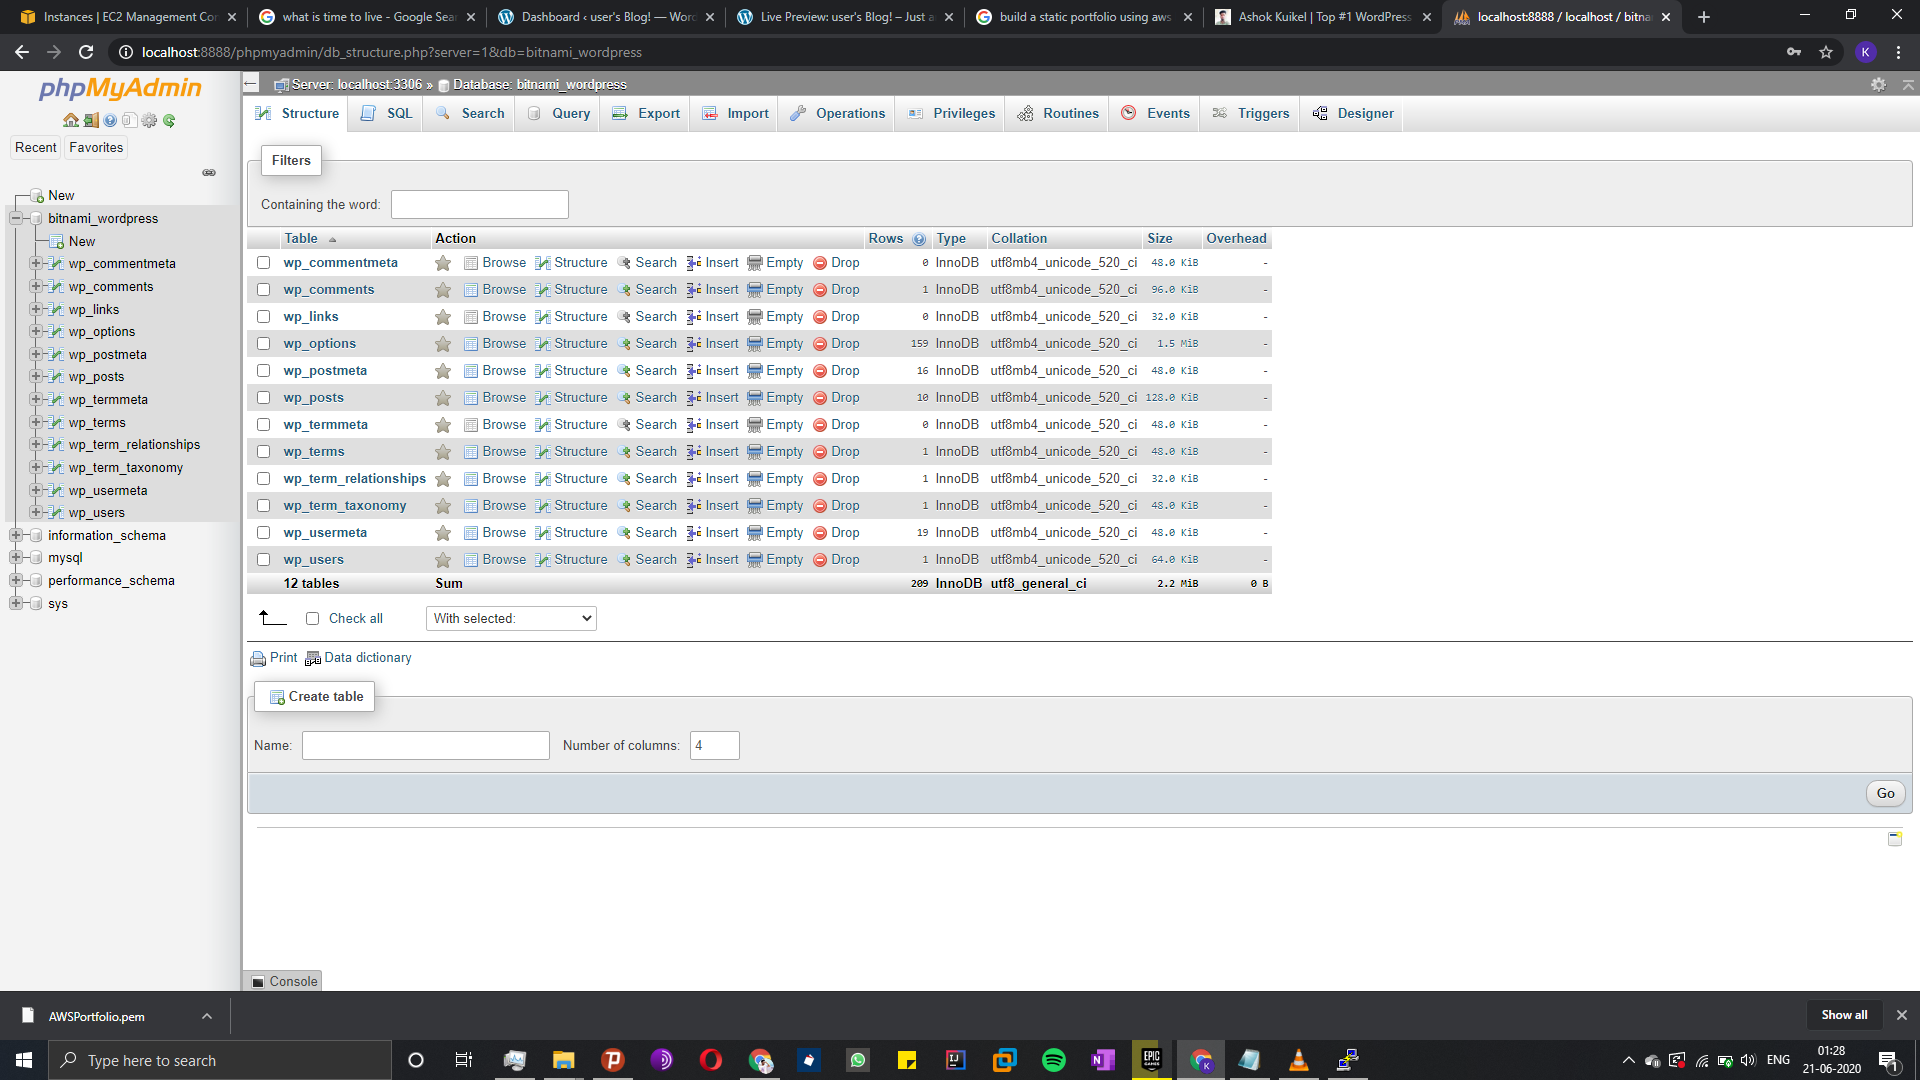 Instances | EC2 Management Con
what is time to live - Google Sear
Dashboard ‹ user's Blog! — Word
Live Preview: user's Blog! – Just a
build a static portfolio using aws
Ashok Kuikel | Top #1 WordPress
localhost:8888 / localhost / bitna
localhost:8888/phpmyadmin/db_structure.php?server=1&db=bitnami_wordpress
K
phpMyAdmin
Recent Favorites
New
bitnami_wordpress
New
wp_commentmeta
wp_comments
wp_links
wp_options
wp_postmeta
wp_posts
wp_termmeta
wp_terms
wp_term_relationships
wp_term_taxonomy
wp_usermeta
wp_users
information_schema
mysql
performance_schema
sys
Server: localhost:3306 » Database: bitnami_wordpress
Structure SQL Search Query Export Import Operations Privileges Routines Events Triggers Designer
Filters
Containing the word:
Table Action Rows Type Collation Size Overhead
wp_commentmeta Browse Structure Search Insert Empty Drop 0 InnoDB utf8mb4_unicode_520_ci 48.0 KiB -
wp_comments Browse Structure Search Insert Empty Drop 1 InnoDB utf8mb4_unicode_520_ci 96.0 KiB -
wp_links Browse Structure Search Insert Empty Drop 0 InnoDB utf8mb4_unicode_520_ci 32.0 KiB -
wp_options Browse Structure Search Insert Empty Drop 159 InnoDB utf8mb4_unicode_520_ci 1.5 MiB -
wp_postmeta Browse Structure Search Insert Empty Drop 16 InnoDB utf8mb4_unicode_520_ci 48.0 KiB -
wp_posts Browse Structure Search Insert Empty Drop 10 InnoDB utf8mb4_unicode_520_ci 128.0 KiB -
wp_termmeta Browse Structure Search Insert Empty Drop 0 InnoDB utf8mb4_unicode_520_ci 48.0 KiB -
wp_terms Browse Structure Search Insert Empty Drop 1 InnoDB utf8mb4_unicode_520_ci 48.0 KiB -
wp_term_relationships Browse Structure Search Insert Empty Drop 1 InnoDB utf8mb4_unicode_520_ci 32.0 KiB -
wp_term_taxonomy Browse Structure Search Insert Empty Drop 1 InnoDB utf8mb4_unicode_520_ci 48.0 KiB -
wp_usermeta Browse Structure Search Insert Empty Drop 19 InnoDB utf8mb4_unicode_520_ci 48.0 KiB -
wp_users Browse Structure Search Insert Empty Drop 1 InnoDB utf8mb4_unicode_520_ci 64.0 KiB -
12 tables Sum 209 InnoDB utf8_general_ci 2.2 MiB 0 B
Check all With selected:
Print Data dictionary
Create table
Name: Number of columns: 4
Go
Console
AWSPortfolio.pem
Show all
Type here to search
EPIC GAMES
ENG
01:28
21-06-2020
1